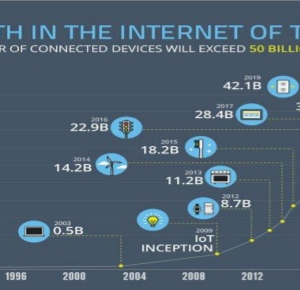 TH IN THE INTERNET OF T
R OF CONNECTED DEVICES WILL EXCEED 50 BILLI
2019
42.1B
2017
28.4B
2016
22.9B
2015
18.2B
2014
14.2B
2013
11.2B
2012
8.7B
2009
IoT
INCEPTION
2003
0.5B
3
1996 2000 2004 2008 2012